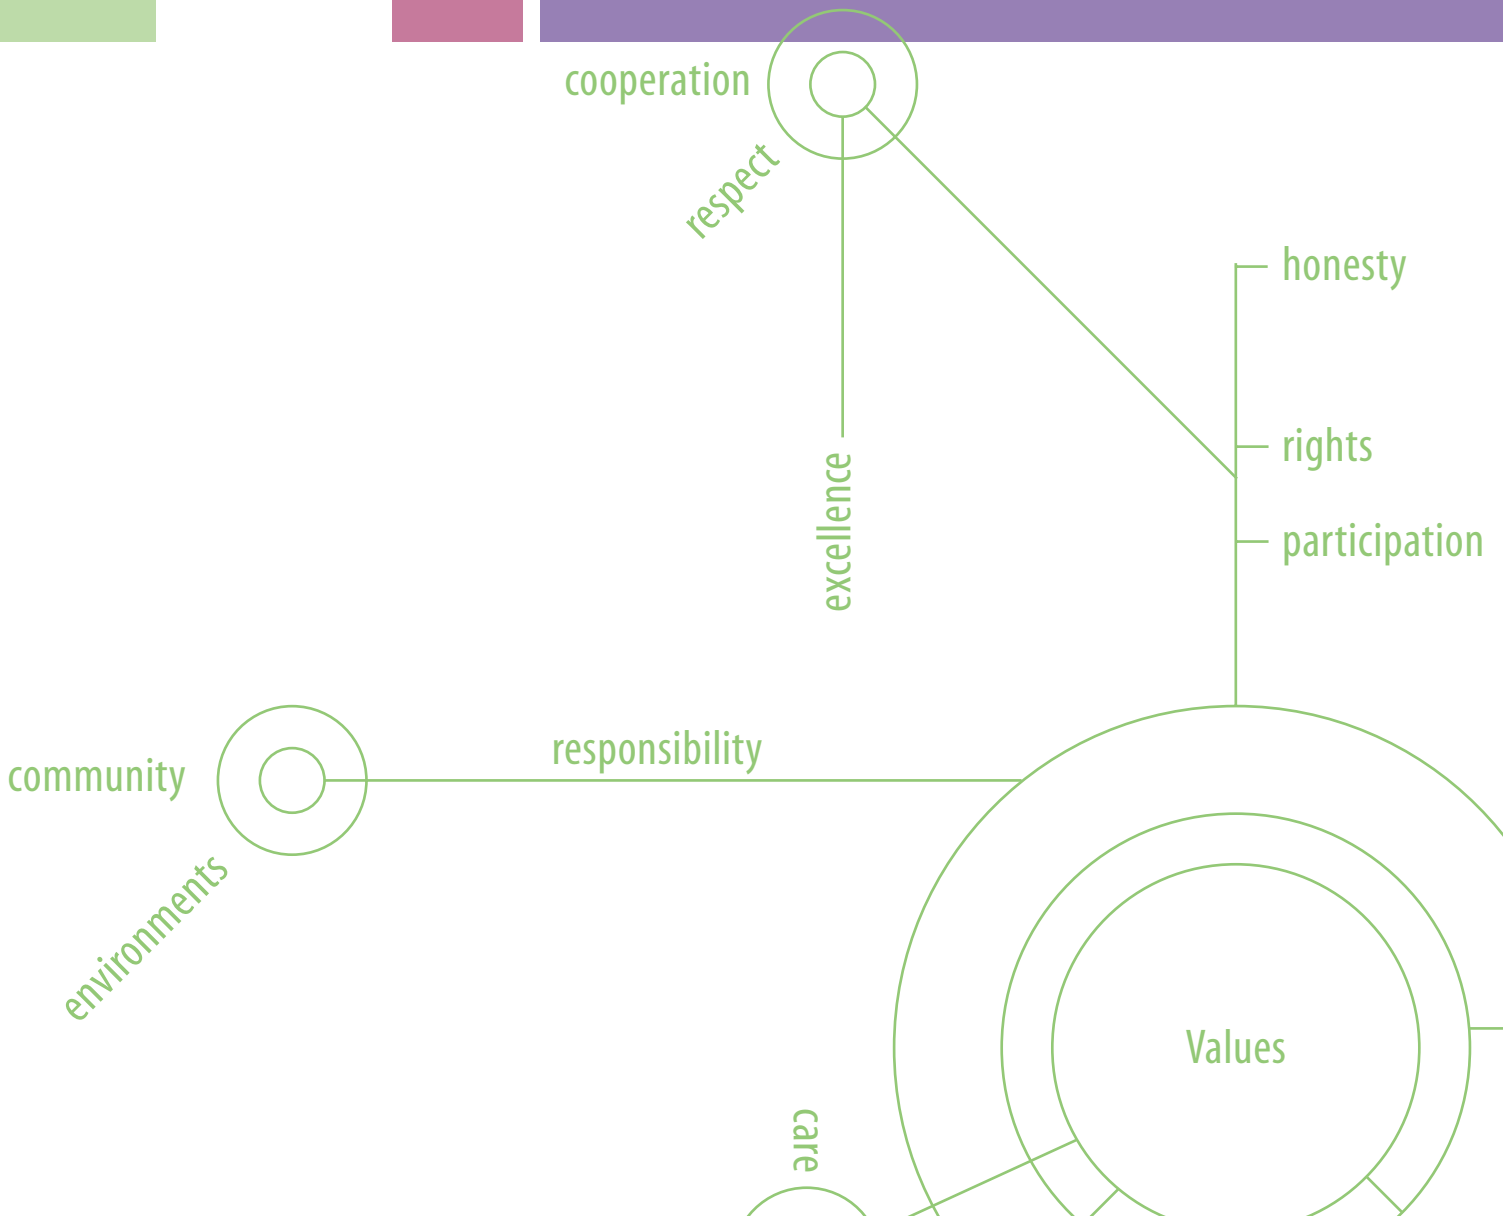 cooperation
respect
honesty
rights
excellence
participation
responsibility
community
environments
Values
care